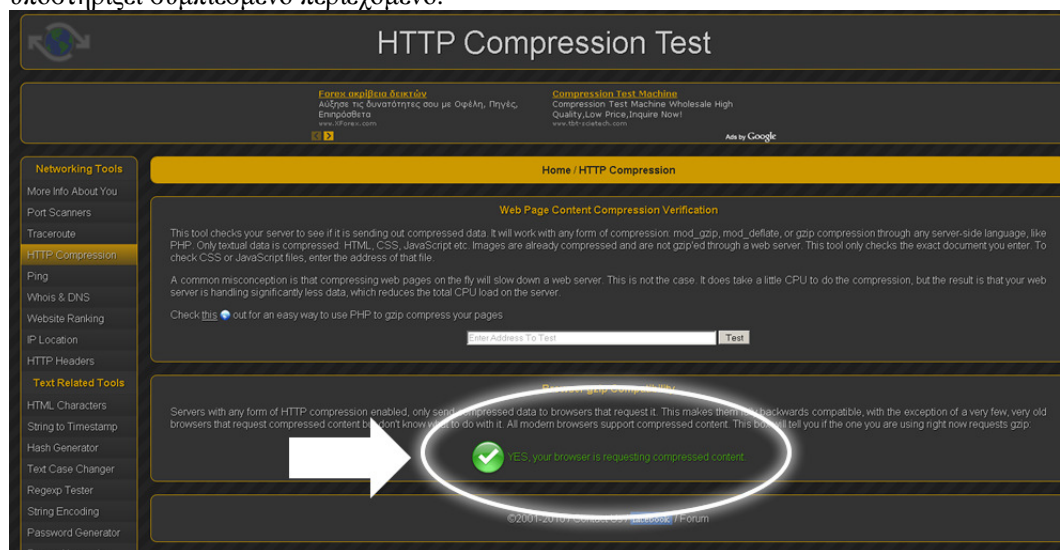 υποστηρίζει συμπιεσμένο περιεχόμενο.
HTTP Compression Test
Forex ακρίβεια δεικτών
Αύξησε τις δυνατότητες σου με Οφέλη, Πηγές,
Επιπρόσθετα
www.XForex.com
Compression Test Machine
Compression Test Machine Wholesale High
Quality,Low Price,Inquire Now!
www.tbt-scietech.com
Ads by Google
Networking Tools
More Info About You
Port Scanners
Traceroute
HTTP Compression
Ping
Whois & DNS
Website Ranking
IP Location
HTTP Headers
Text Related Tools
HTML Characters
String to Timestamp
Hash Generator
Text Case Changer
Regexp Tester
String Encoding
Password Generator
Home / HTTP Compression
Web Page Content Compression Verification
This tool checks your server to see if it is sending out compressed data. It will work with any form of compression: mod_gzip, mod_deflate, or gzip compression through any server-side language, like
PHP. Only textual data is compressed: HTML, CSS, JavaScript etc. Images are already compressed and are not gzip'ed through a web server. This tool only checks the exact document you enter. To
check CSS or JavaScript files, enter the address of that file.
A common misconception is that compressing web pages on the fly will slow down a web server. This is not the case. It does take a little CPU to do the compression, but the result is that your web
server is handling significantly less data, which reduces the total CPU load on the server.
Check this out for an easy way to use PHP to gzip compress your pages
Enter Address To Test
Test
Browser gzip Compatibility
Servers with any form of HTTP compression enabled, only send compressed data to browsers that request it. This makes them fully backwards compatible, with the exception of a very few, very old
browsers that request compressed content but don't know what to do with it. All modern browsers support compressed content. This box will tell you if the one you are using right now requests gzip:
YES, your browser is requesting compressed content.
©2001-2010 / Contact Us / facebook / Forum